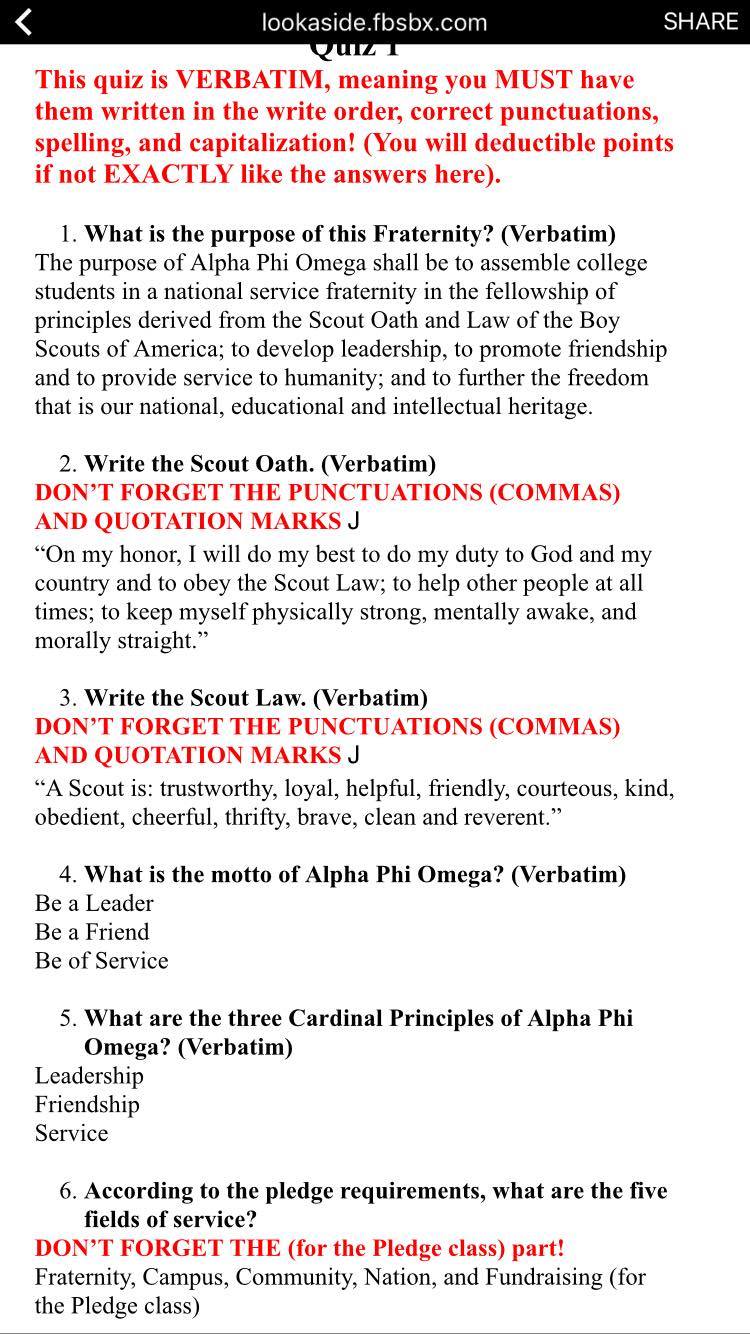 lookaside.fbsbx.com SHARE
Quiz 1
This quiz is VERBATIM, meaning you MUST have
them written in the write order, correct punctuations,
spelling, and capitalization! (You will deductible points
if not EXACTLY like the answers here).
1. What is the purpose of this Fraternity? (Verbatim)
The purpose of Alpha Phi Omega shall be to assemble college
students in a national service fraternity in the fellowship of
principles derived from the Scout Oath and Law of the Boy
Scouts of America; to develop leadership, to promote friendship
and to provide service to humanity; and to further the freedom
that is our national, educational and intellectual heritage.
2. Write the Scout Oath. (Verbatim)
DON’T FORGET THE PUNCTUATIONS (COMMAS)
AND QUOTATION MARKS J
“On my honor, I will do my best to do my duty to God and my
country and to obey the Scout Law; to help other people at all
times; to keep myself physically strong, mentally awake, and
morally straight.”
3. Write the Scout Law. (Verbatim)
DON’T FORGET THE PUNCTUATIONS (COMMAS)
AND QUOTATION MARKS J
“A Scout is: trustworthy, loyal, helpful, friendly, courteous, kind,
obedient, cheerful, thrifty, brave, clean and reverent.”
4. What is the motto of Alpha Phi Omega? (Verbatim)
Be a Leader
Be a Friend
Be of Service
5. What are the three Cardinal Principles of Alpha Phi
Omega? (Verbatim)
Leadership
Friendship
Service
6. According to the pledge requirements, what are the five
fields of service?
DON’T FORGET THE (for the Pledge class) part!
Fraternity, Campus, Community, Nation, and Fundraising (for
the Pledge class)